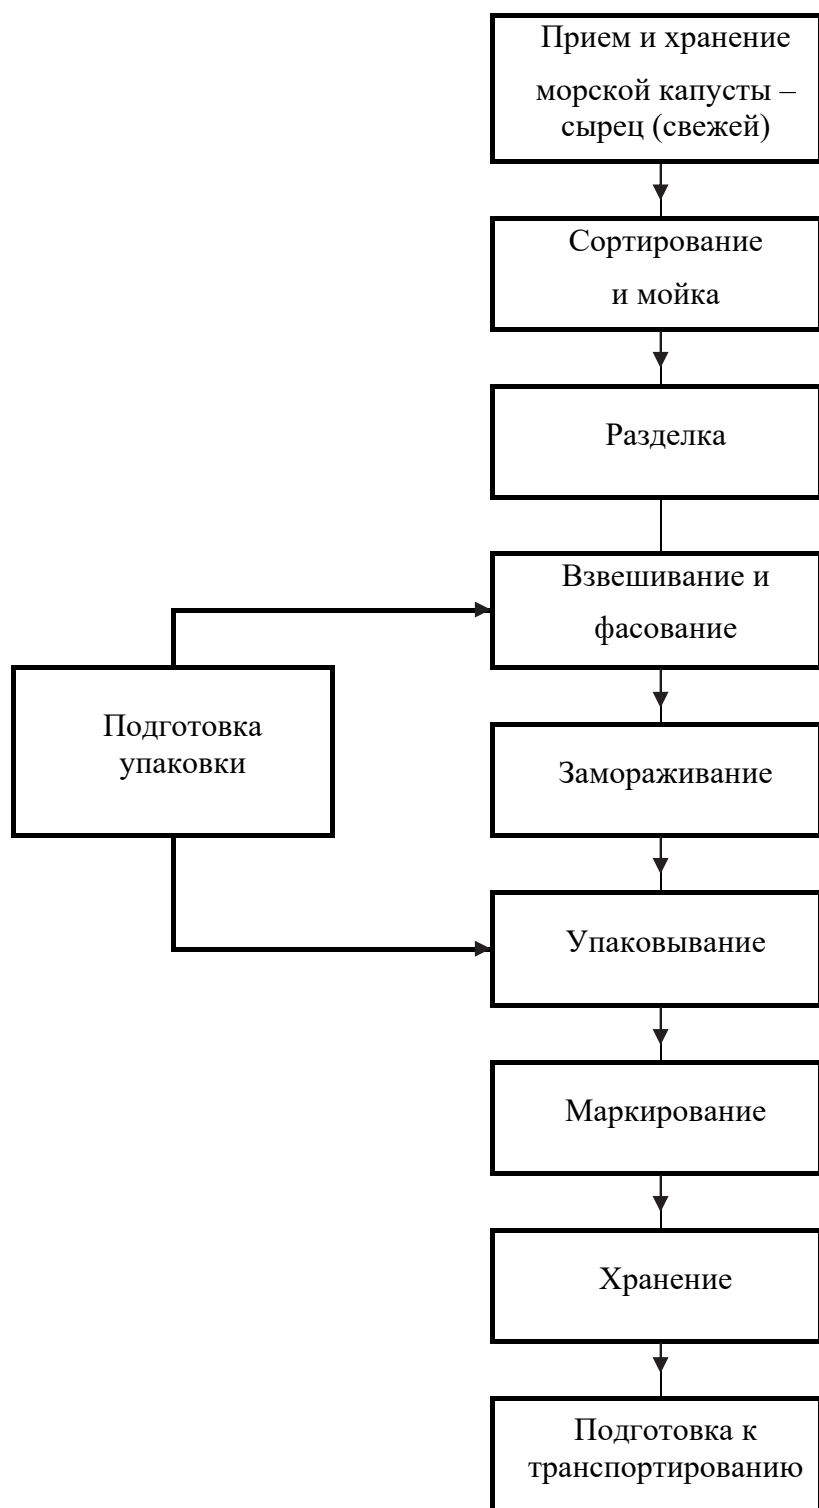 Прием и хранение
морской капусты –
сырец (свежей)
Сортирование
и мойка
Разделка
Взвешивание и
фасование
Подготовка
упаковки
Замораживание
Упаковывание
Маркирование
Хранение
Подготовка к
транспортированию